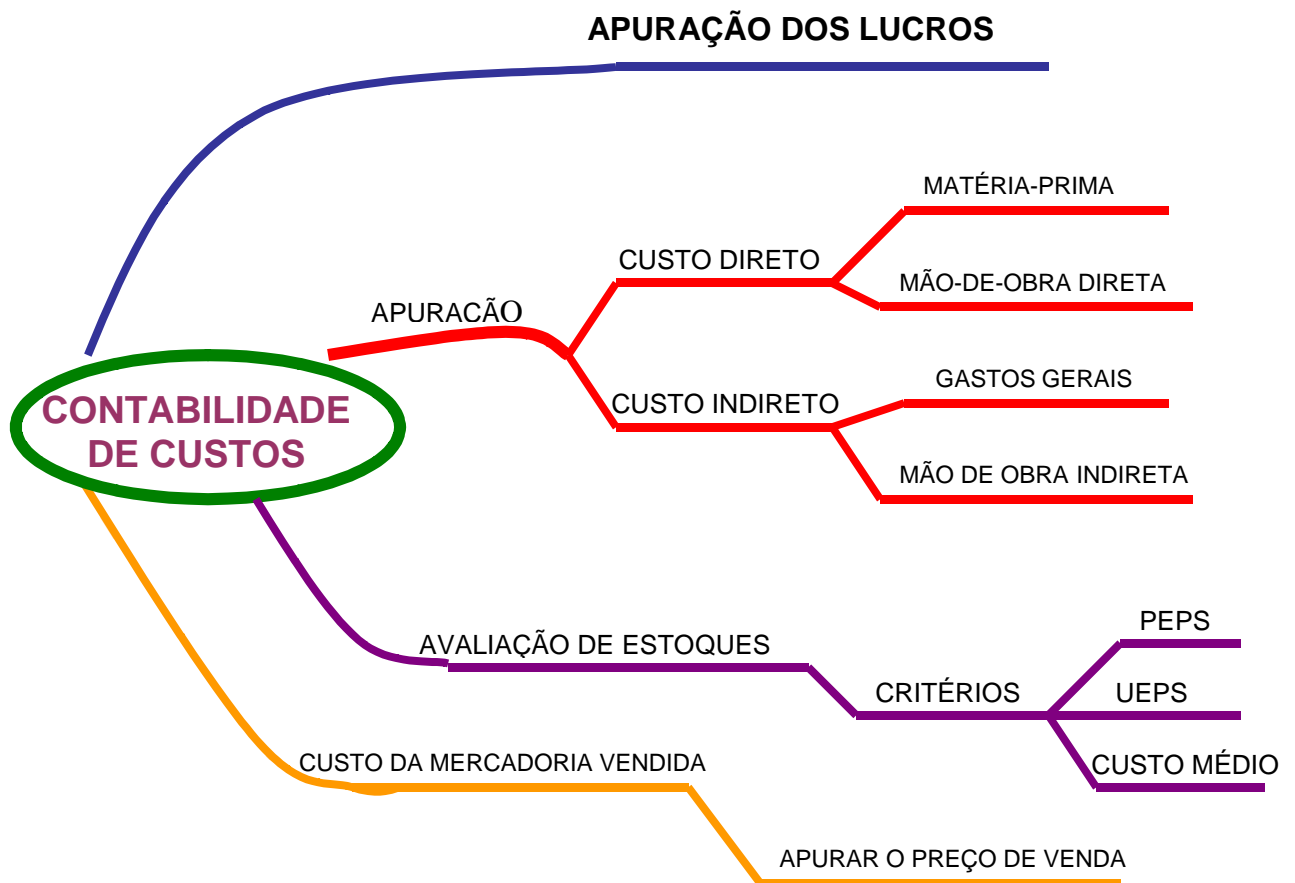 APURAÇÃO DOS LUCROS
MATÉRIA-PRIMA
CUSTO DIRETO
MÃO-DE-OBRA DIRETA
APURACÃO
GASTOS GERAIS
CUSTO INDIRETO
MÃO DE OBRA INDIRETA
CONTABILIDADE
DE CUSTOS
PEPS
AVALIAÇÃO DE ESTOQUES
CRITÉRIOS
UEPS
CUSTO MÉDIO
CUSTO DA MERCADORIA VENDIDA
APURAR O PREÇO DE VENDA